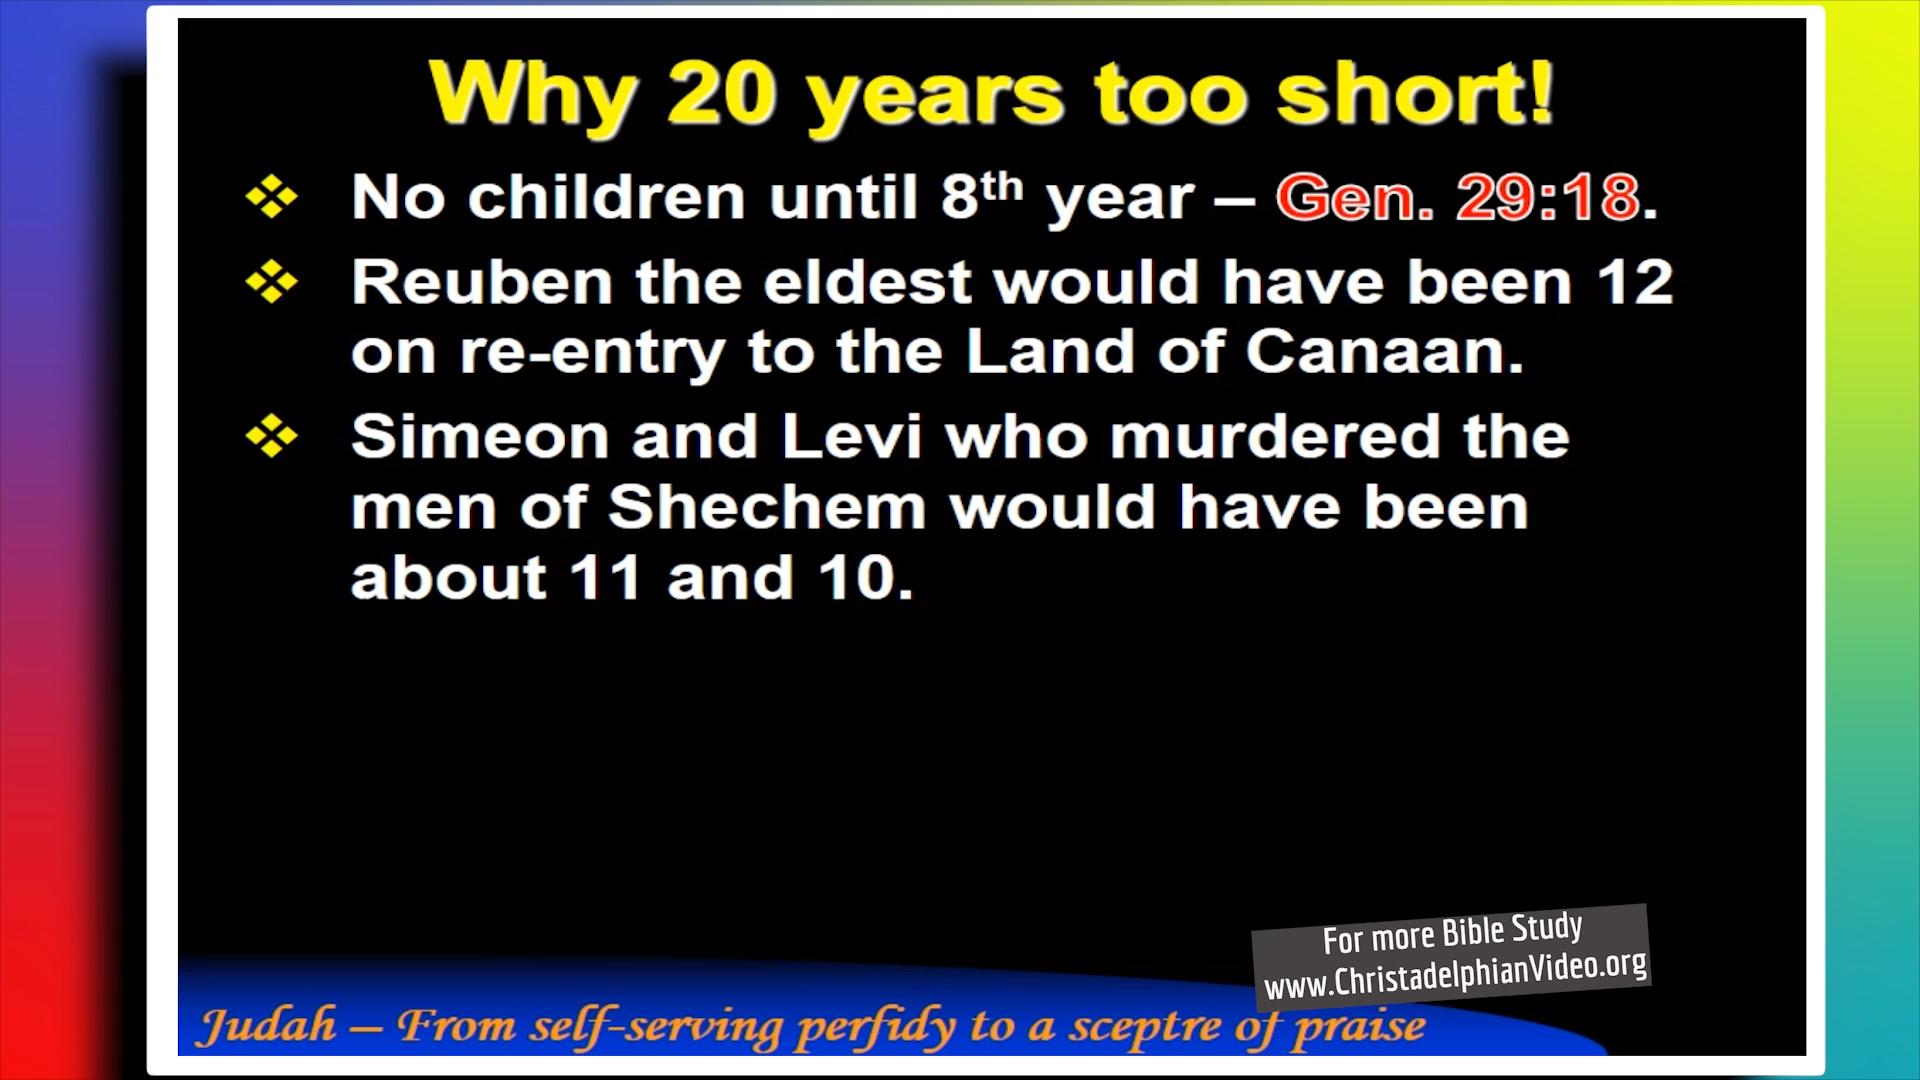 Why 20 years too short!
❖ No children until 8th year – Gen. 29:18.
❖ Reuben the eldest would have been 12
on re-entry to the Land of Canaan.
❖ Simeon and Levi who murdered the
men of Shechem would have been
about 11 and 10.
For more Bible Study
www.ChristadelphianVideo.org
Judah – From self-serving perfidy to a sceptre of praise